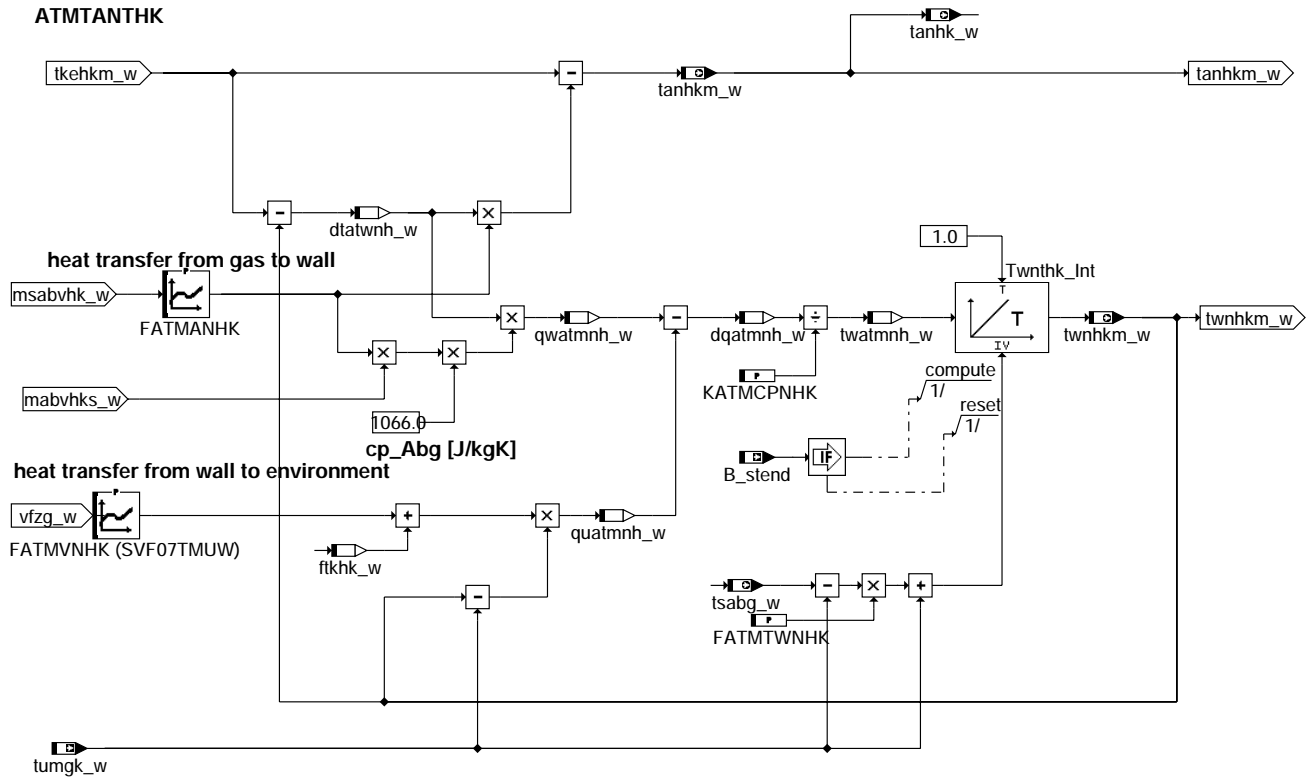 ATMTANTHK
tanhk_w
tkehkm_w
-
tanhkm_w
tanhkm_w
-
dtatwnh_w
×
heat transfer from gas to wall
1.0
Twnthk_Int
msabvhk_w
P
FATMANHK
×
qwatmnh_w
-
dqatmnh_w
÷
twatmnh_w
T
T
IV
twnhkm_w
twnhkm_w
×
×
P
KATMCPNHK
compute
1/
mabvhks_w
1066.0
reset
1/
cp_Abg [J/kgK]
B_stend
IF
heat transfer from wall to environment
P
vfzg_w
+
×
quatmnh_w
FATMVNHK (SVF07TMUW)
ftkhk_w
-
tsabg_w
-
×
+
P
FATMTWNHK
tumgk_w